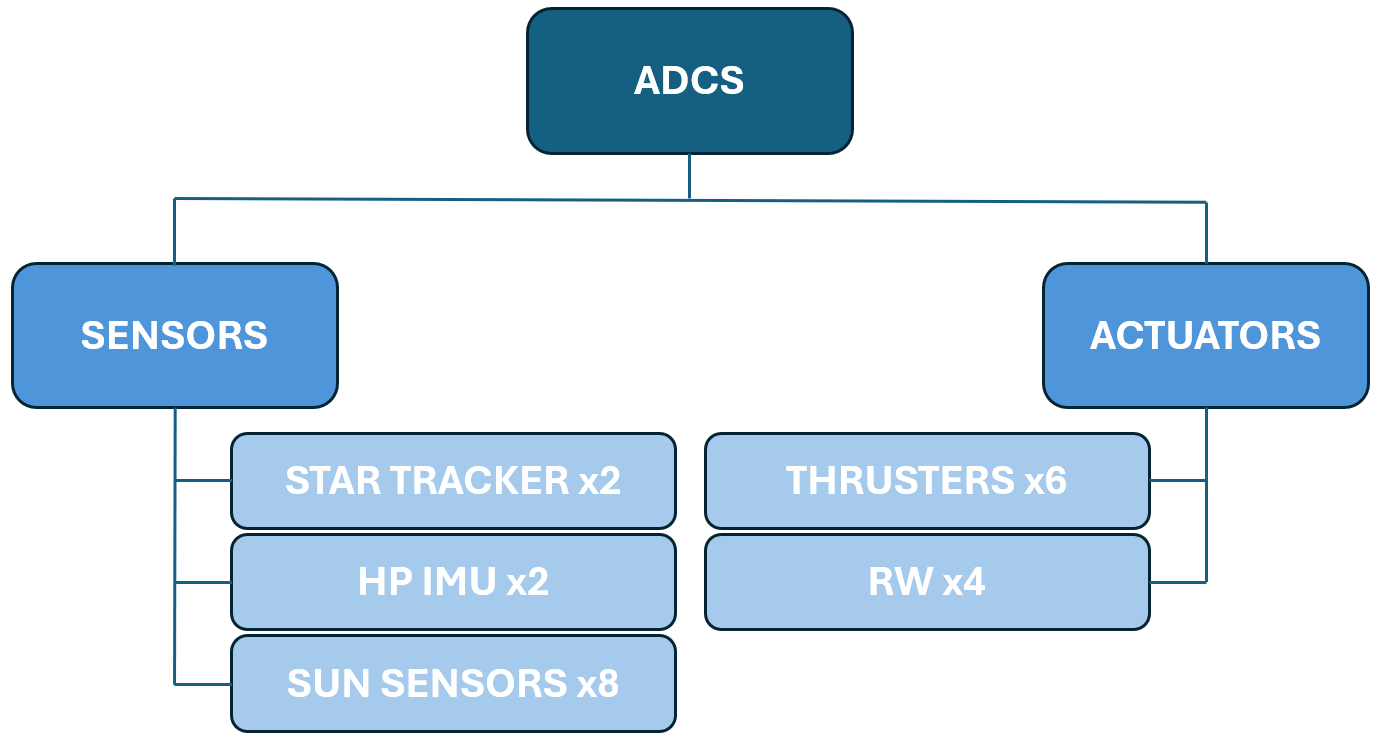 ADCS
SENSORS
ACTUATORS
STAR TRACKER x2
THRUSTERS x6
HP IMU x2
RW x4
SUN SENSORS x8